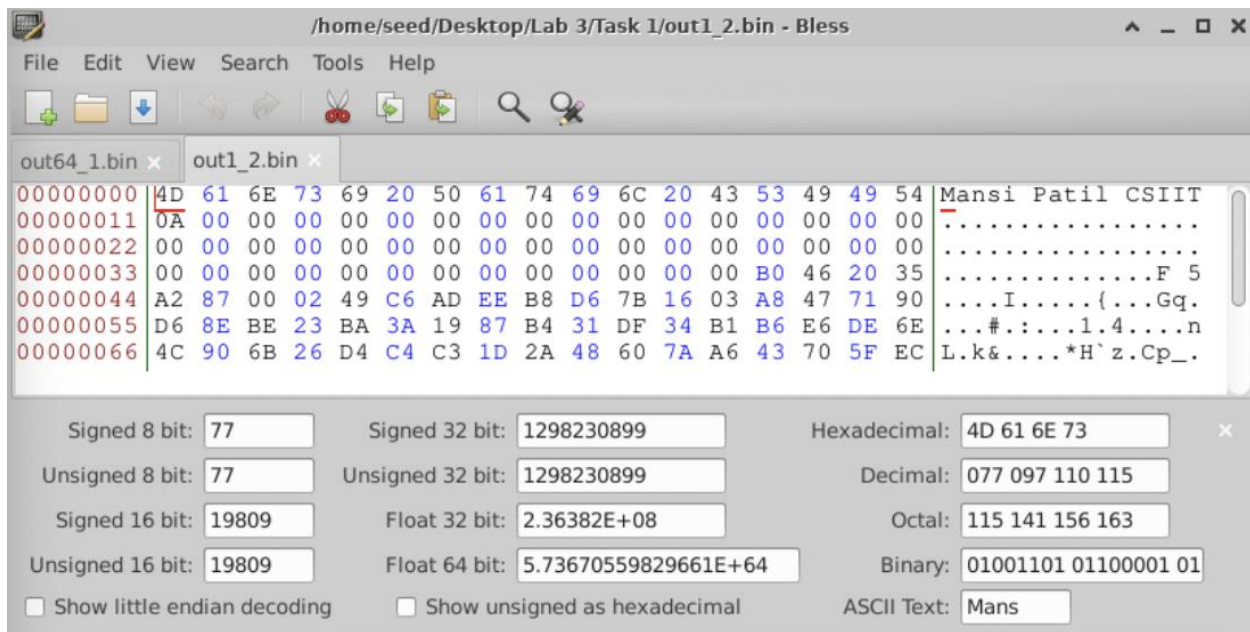 /home/seed/Desktop/Lab 3/Task 1/out1_2.bin - Bless
File Edit View Search Tools Help
out64_1.bin × out1_2.bin ×
00000000 4D 61 6E 73 69 20 50 61 74 69 6C 20 43 53 49 49 54 Mansi Patil CSIIT
00000011 0A 00 00 00 00 00 00 00 00 00 00 00 00 00 00 00 00 .................
00000022 00 00 00 00 00 00 00 00 00 00 00 00 00 00 00 00 00 .................
00000033 00 00 00 00 00 00 00 00 00 00 00 00 00 B0 46 20 35 ..............F 5
00000044 A2 87 00 02 49 C6 AD EE B8 D6 7B 16 03 A8 47 71 90 ....I.....{...Gq.
00000055 D6 8E BE 23 BA 3A 19 87 B4 31 DF 34 B1 B6 E6 DE 6E ...#.:...1.4....n
00000066 4C 90 6B 26 D4 C4 C3 1D 2A 48 60 7A A6 43 70 5F EC L.k&....*H`z.Cp_.
Signed 8 bit: 77 Signed 32 bit: 1298230899 Hexadecimal: 4D 61 6E 73 ×
Unsigned 8 bit: 77 Unsigned 32 bit: 1298230899 Decimal: 077 097 110 115
Signed 16 bit: 19809 Float 32 bit: 2.36382E+08 Octal: 115 141 156 163
Unsigned 16 bit: 19809 Float 64 bit: 5.73670559829661E+64 Binary: 01001101 01100001 01
Show little endian decoding Show unsigned as hexadecimal ASCII Text: Mans